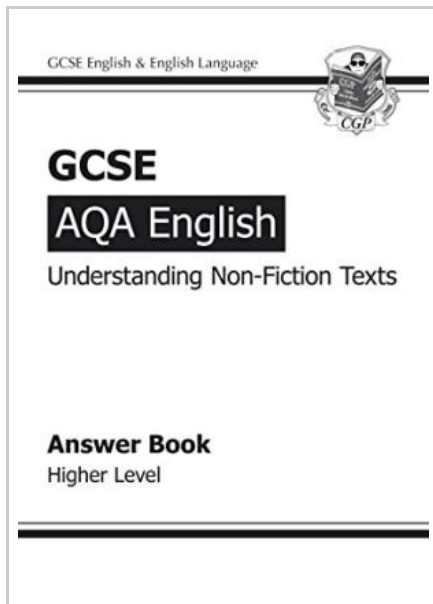 GCSE English & English Language
CGP
GCSE
AQA English
Understanding Non-Fiction Texts
Answer Book
Higher Level